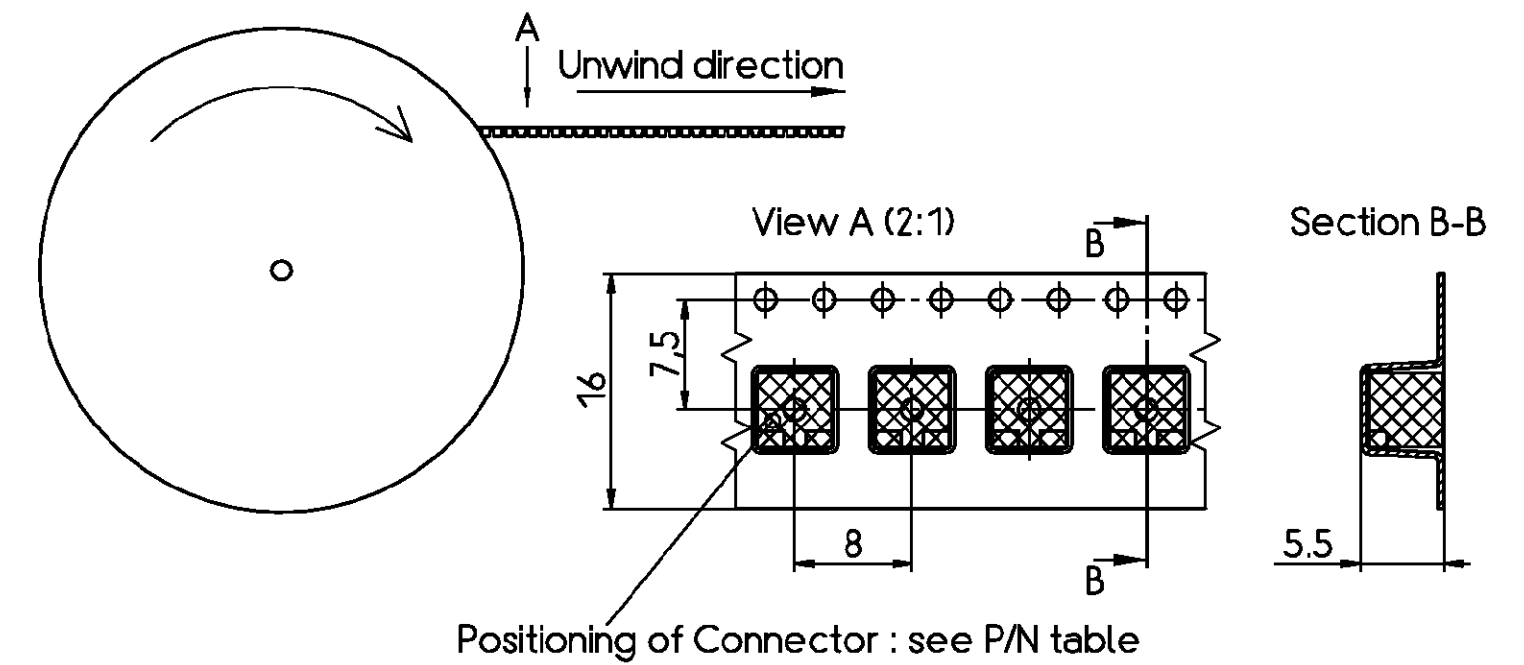 A
Unwind direction
View A (2:1)
B
Section B-B
7,5
16
8
5.5
B
Positioning of Connector : see P/N table